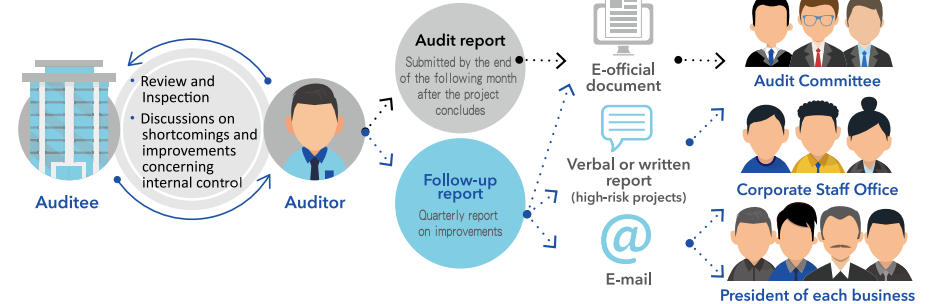 Review and
Inspection
Discussions on
shortcomings and
improvements
concerning
internal control
Auditee
Auditor
Audit report
Submitted by the end
of the following month
after the project
concludes
Follow-up
report
Quarterly report
on improvements
E-official
document
Verbal or written
report
(high-risk projects)
@
E-mail
Audit Committee
Corporate Staff Office
President of each business